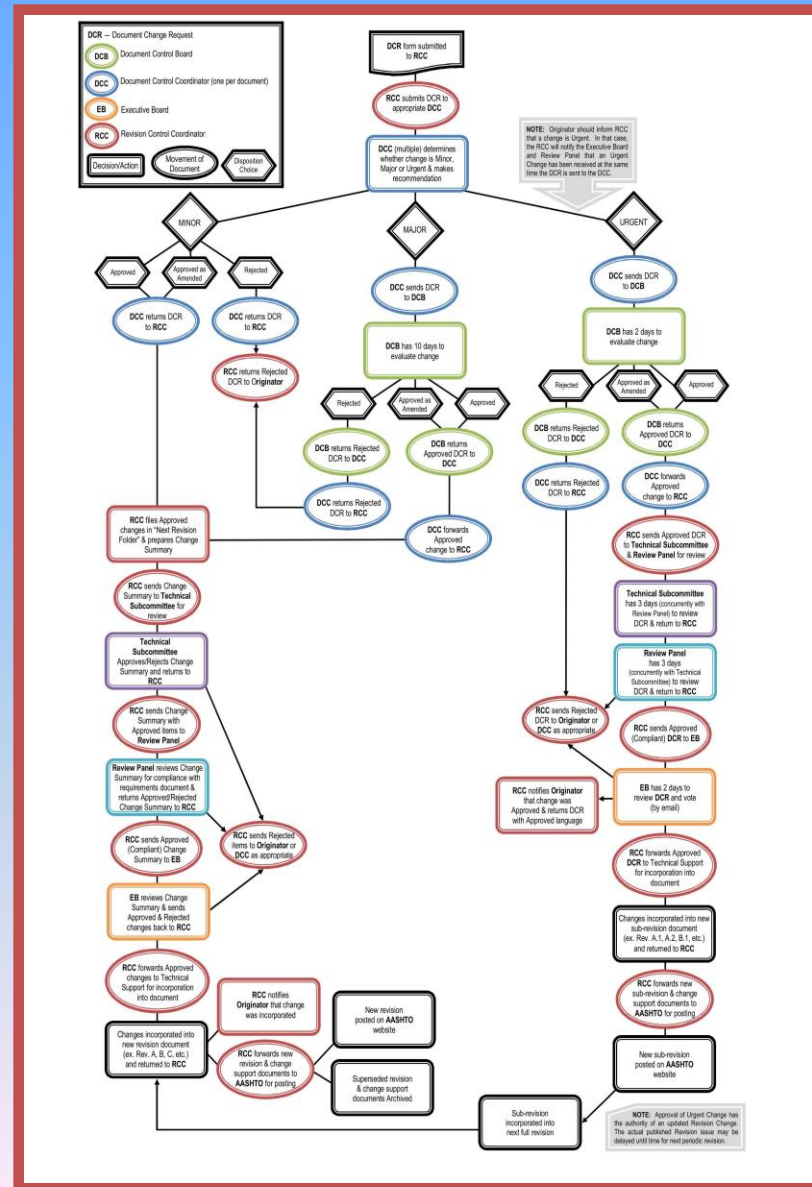 DCR — Document Change Request
DCB Document Control Board
DCC Document Control Coordinator (one per document)
EB Executive Board
RCC Revision Control Coordinator
Decision/Action
Movement of
Document
Disposition
Choice
DCR form submitted
to RCC
RCC submits DCR to
appropriate DCC
DCC (multiple) determines
whether change is Minor,
Major or Urgent & makes
recommendation
NOTE: Originator should inform RCC
that a change is Urgent. In that case,
the RCC will notify the Executive Board
and Review Panel that an Urgent
Change has been received at the same
time the DCR is sent to the DCC.
MINOR
MAJOR
URGENT
Approved
Approved as
Amended
Rejected
DCC returns DCR
to RCC
DCC returns DCR
to RCC
RCC returns Rejected
DCR to Originator
DCC sends DCR
to DCB
DCB has 10 days to
evaluate change
Rejected
Approved as
Amended
Approved
DCB returns Rejected
DCR to DCC
DCB returns
Approved DCR to
DCC
DCC returns Rejected
DCR to RCC
DCC forwards
Approved
change to RCC
DCC sends DCR to
DCB
DCB has 2 days to
evaluate change
Rejected
Approved as
Amended
Approved
DCB returns Rejected
DCR to DCC
DCB returns
Approved DCR to
DCC
DCC returns Rejected
DCR to RCC
DCC forwards
Approved
change to RCC
RCC sends Approved DCR
to Technical Subcommittee
& Review Panel for review
Technical Subcommittee
has 3 days (concurrently with
Review Panel) to review
DCR & return to RCC
Review Panel
has 3 days
(concurrently with Technical
Subcommittee) to review
DCR & return to RCC
RCC sends Rejected
DCR to Originator or
DCC as appropriate
RCC sends Approved
(Compliant) DCR to EB
RCC notifies Originator
that change was
Approved & returns DCR
with Approved language
EB has 2 days to
review DCR and vote
(by email)
RCC forwards Approved
DCR to Technical Support
for incorporation into
document
Changes incorporated into new
sub-revision document
(ex. Rev. A.1, A.2, B.1, etc.)
and returned to RCC
RCC forwards new
sub-revision & change
support documents to
AASHTO for posting
New sub-revision
posted on AASHTO
website
NOTE: Approval of Urgent Change has
the authority of an updated Revision Change.
The actual published Revision issue may be
delayed until time for next periodic revision.
Sub-revision
incorporated into
next full revision
RCC files Approved
changes in "Next Revision
Folder" & prepares Change
Summary
RCC sends Change
Summary to Technical
Subcommittee for
review
Technical
Subcommittee
Approves/Rejects Change
Summary and returns to
RCC
RCC sends Change
Summary with
Approved items to
Review Panel
Review Panel reviews Change
Summary for compliance with
requirements document &
returns Approved/Rejected
Change Summary to RCC
RCC sends Rejected
items to Originator or
DCC as appropriate
RCC sends Approved
(Compliant) Change
Summary to EB
EB reviews Change
Summary & sends
Approved & Rejected
changes back to RCC
RCC forwards Approved
changes to Technical
Support for incorporation
into document
Changes incorporated into
new revision document
(ex. Rev. A, B, C, etc.)
and returned to RCC
RCC notifies
Originator that change
was incorporated
RCC forwards new
revision & change
support documents to
AASHTO for posting
New revision
posted on AASHTO
website
Superseded revision
& change support
documents Archived